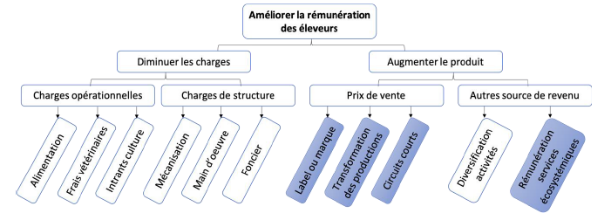 Améliorer la rémunération
des éleveurs
Diminuer les charges
Augmenter le produit
Charges opérationnelles
Charges de structure
Prix de vente
Autres source de revenu
Alimentation
Frais vétérinaires
Intrants culture
Mécanisation
Main d'oeuvre
Foncier
Label ou marque
Transformation
des productions
Circuits courts
Diversification
activités
Rémunération
services
écosystémiques